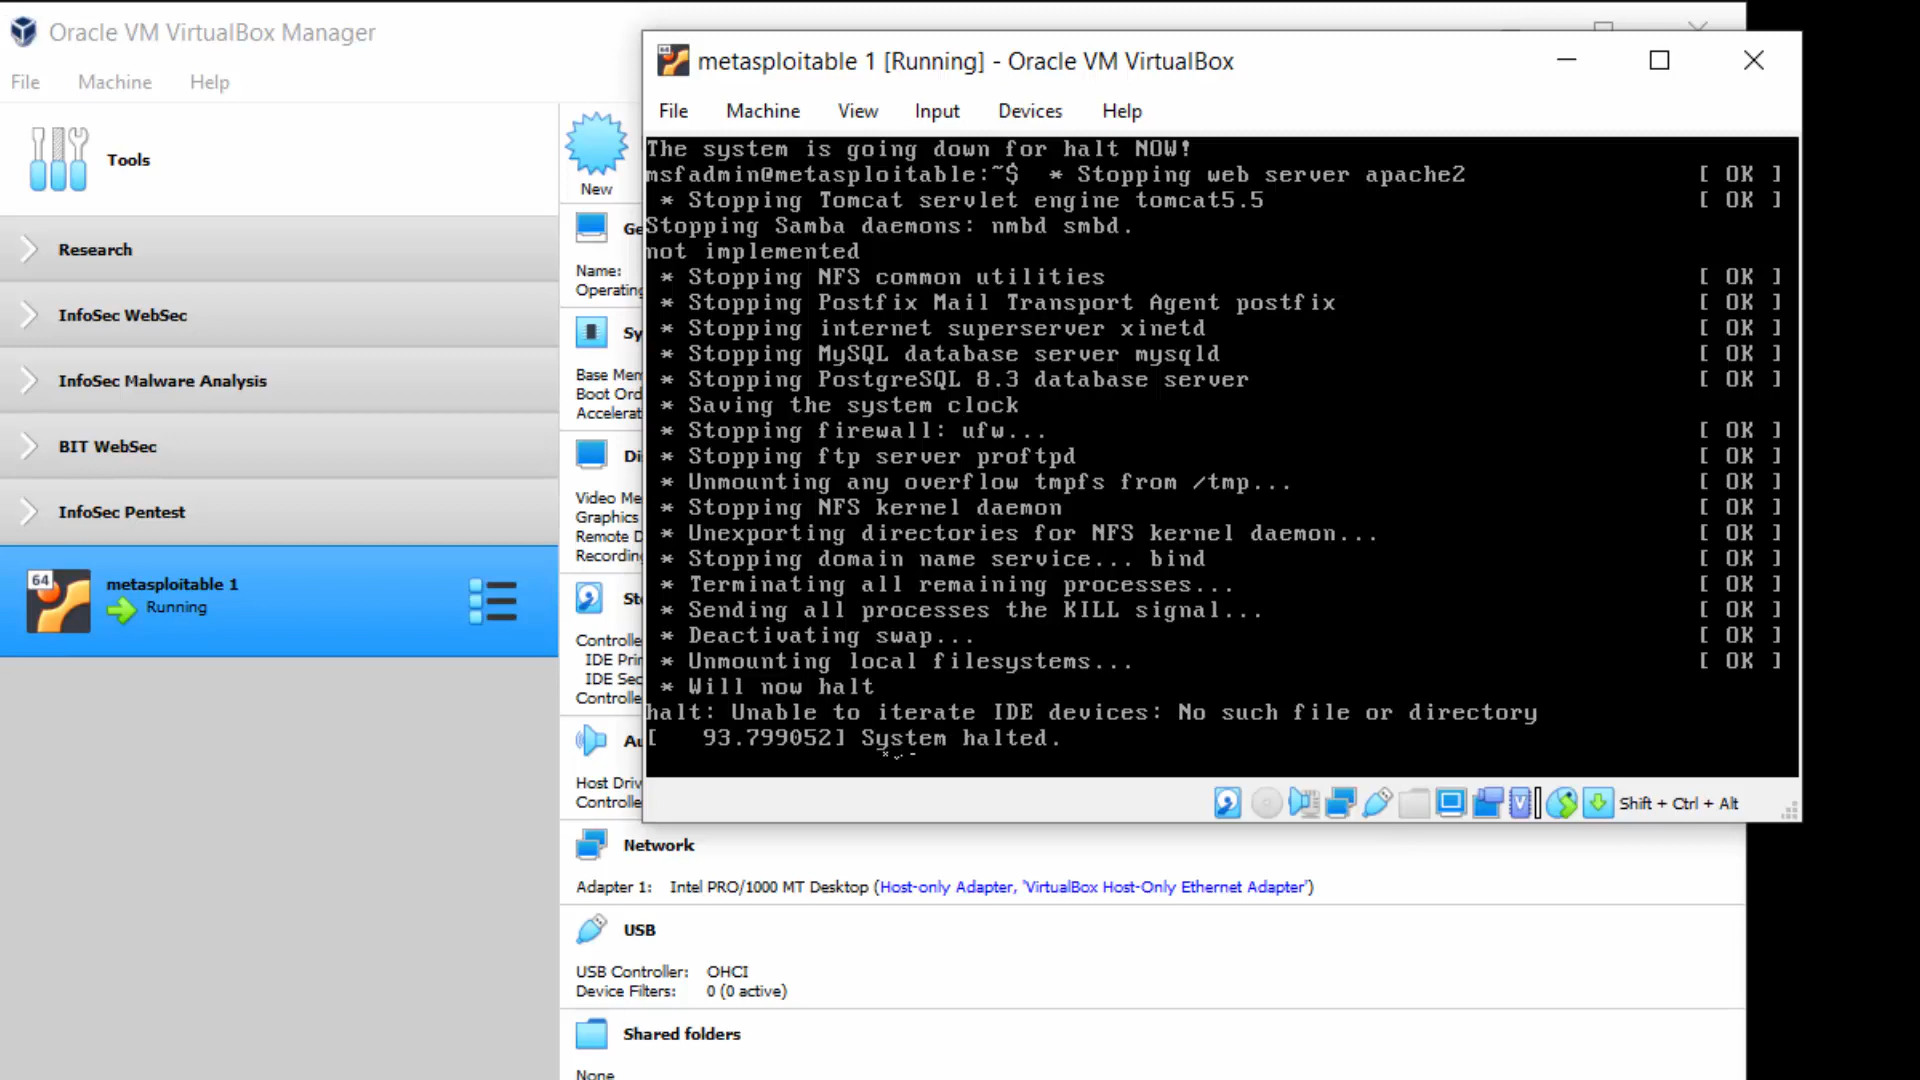 Oracle VM VirtualBox Manager
File Machine Help
Tools
Research
InfoSec WebSec
InfoSec Malware Analysis
BIT WebSec
InfoSec Pentest
64
metasploitable 1
Running
New
Name:
Operating
Base Mem
Boot Ord
Accelerat
Video Me
Graphics
Remote D
Recording
Controlle
IDE Pri
IDE Sec
Controlle
Host Driv
Controlle
Network
Adapter 1: Intel PRO/1000 MT Desktop (Host-only Adapter, 'VirtualBox Host-Only Ethernet Adapter')
USB
USB Controller: OHCI
Device Filters: 0 (0 active)
Shared folders
None
metasploitable 1 [Running] - Oracle VM VirtualBox
File Machine View Input Devices Help
The system is going down for halt NOW!
msfadmin@metasploitable:~$ * Stopping web server apache2 [ OK ]
* Stopping Tomcat servlet engine tomcat5.5 [ OK ]
Stopping Samba daemons: nmbd smbd.
not implemented
* Stopping NFS common utilities [ OK ]
* Stopping Postfix Mail Transport Agent postfix [ OK ]
* Stopping internet superserver xinetd [ OK ]
* Stopping MySQL database server mysqld [ OK ]
* Stopping PostgreSQL 8.3 database server [ OK ]
* Saving the system clock
* Stopping firewall: ufw... [ OK ]
* Stopping ftp server proftpd [ OK ]
* Unmounting any overflow tmpfs from /tmp... [ OK ]
* Stopping NFS kernel daemon [ OK ]
* Unexporting directories for NFS kernel daemon... [ OK ]
* Stopping domain name service... bind [ OK ]
* Terminating all remaining processes... [ OK ]
* Sending all processes the KILL signal... [ OK ]
* Deactivating swap... [ OK ]
* Unmounting local filesystems... [ OK ]
* Will now halt
halt: Unable to iterate IDE devices: No such file or directory
[ 93.799052] System halted.
Shift + Ctrl + Alt